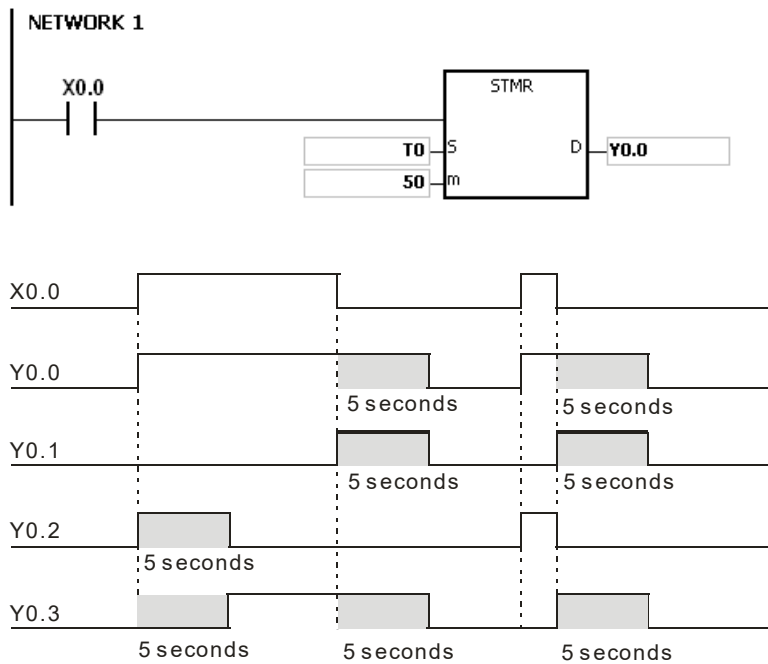 NETWORK 1
X0.0
STMR
T0 S D Y0.0
50 m
X0.0
Y0.0
5 seconds 5 seconds
Y0.1
5 seconds 5 seconds
Y0.2
5 seconds
Y0.3
5 seconds 5 seconds 5 seconds